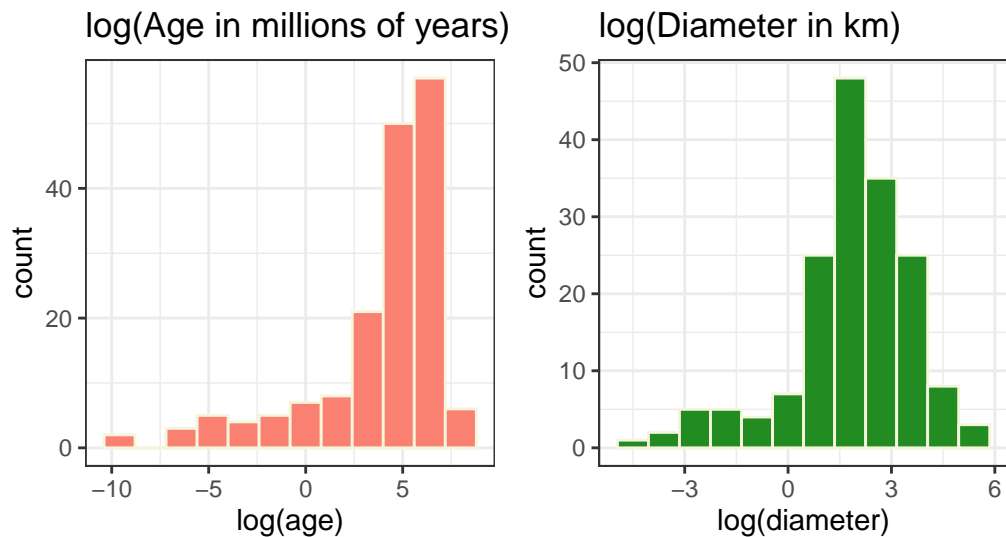 log(Age in millions of years)
count
40
20
0
−10 −5 0 5
log(age)
log(Diameter in km)
count
50
40
30
20
10
0
−3 0 3 6
log(diameter)